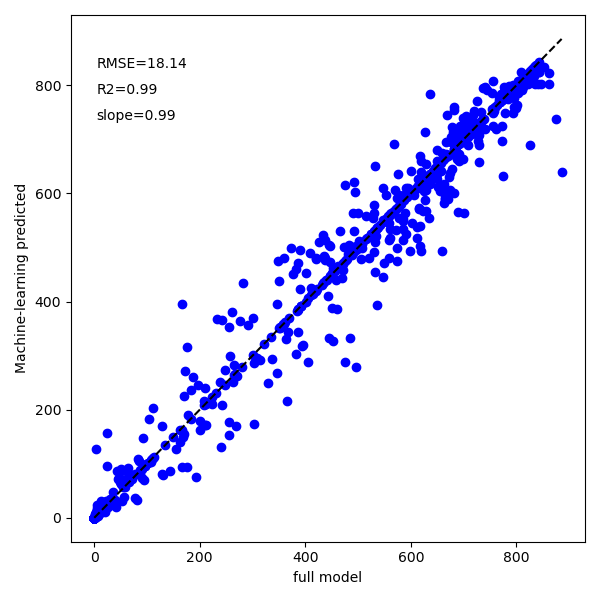 RMSE=18.14
R2=0.99
slope=0.99
Machine-learning predicted
800
600
400
200
0
0 200 400 600 800
full model